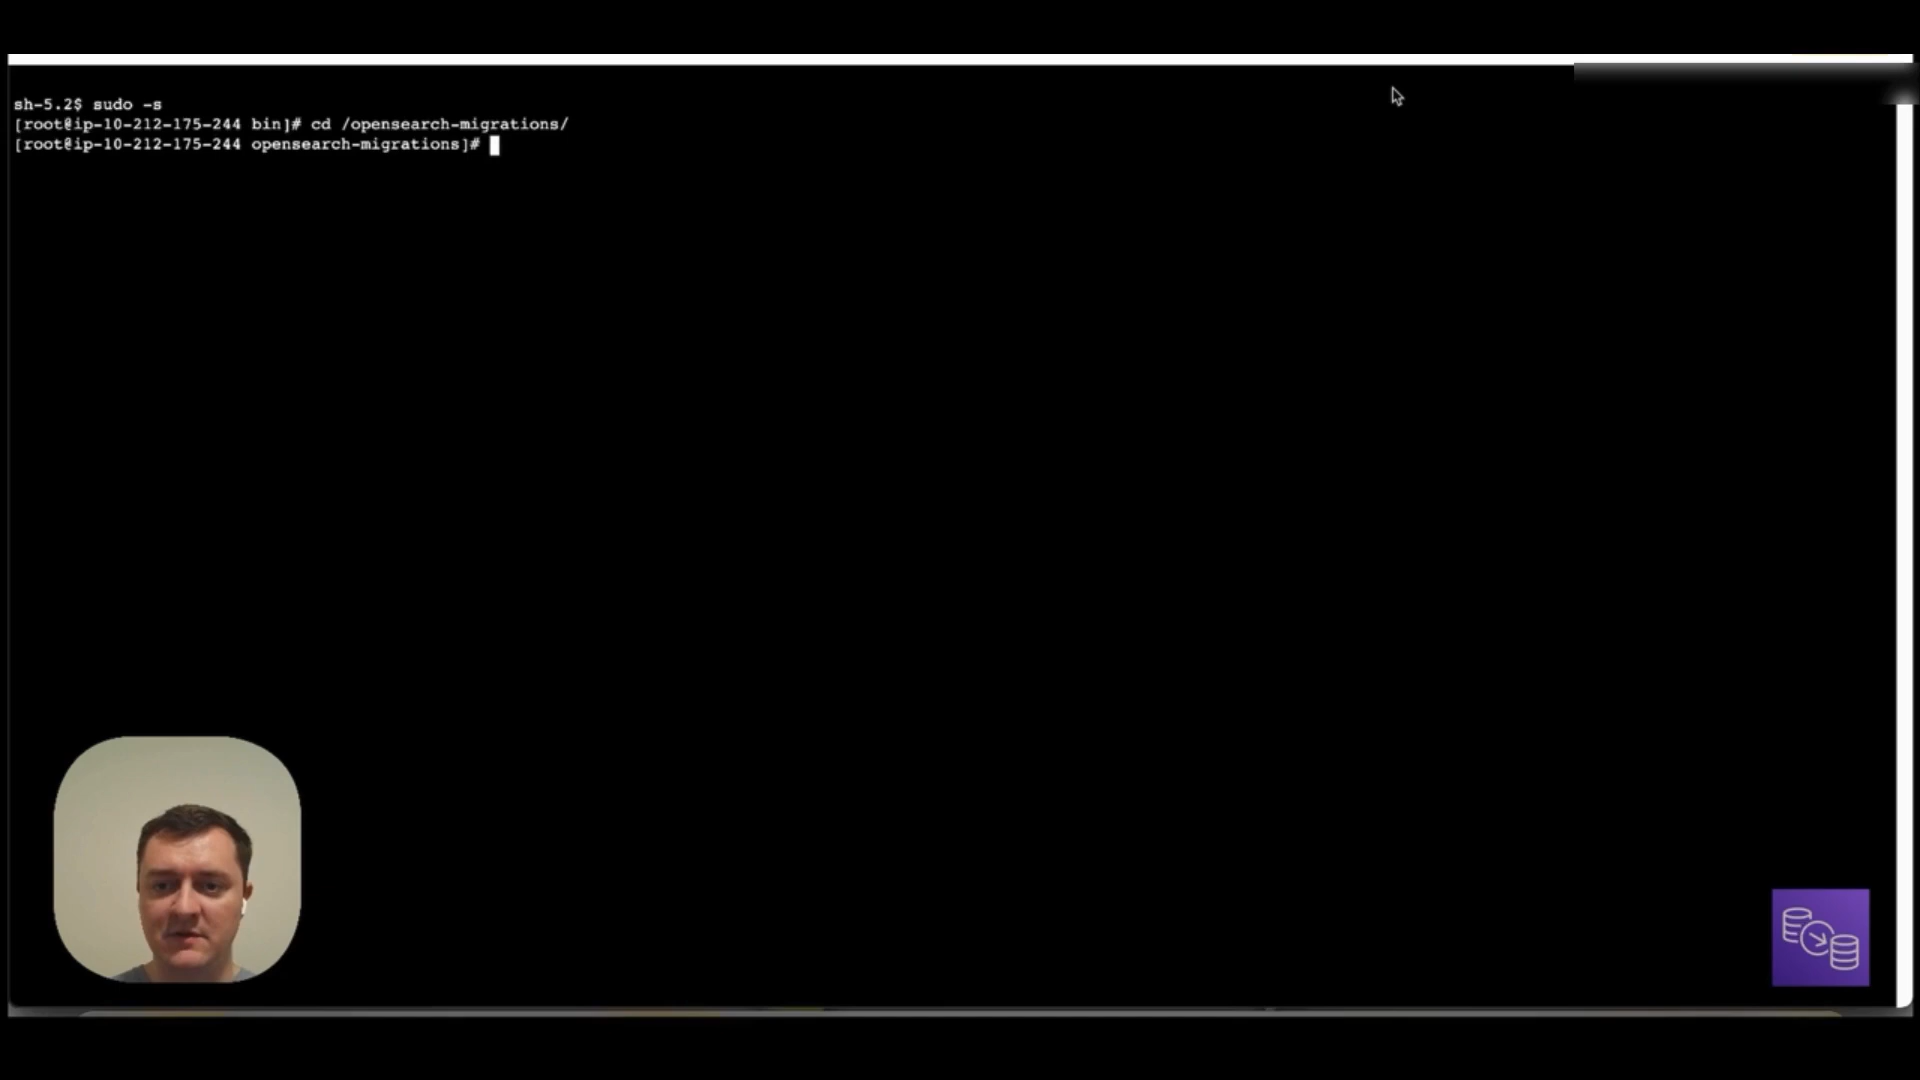 sh-5.2$ sudo -s
[root@ip-10-212-175-244 bin]# cd /opensearch-migrations/
[root@ip-10-212-175-244 opensearch-migrations]#